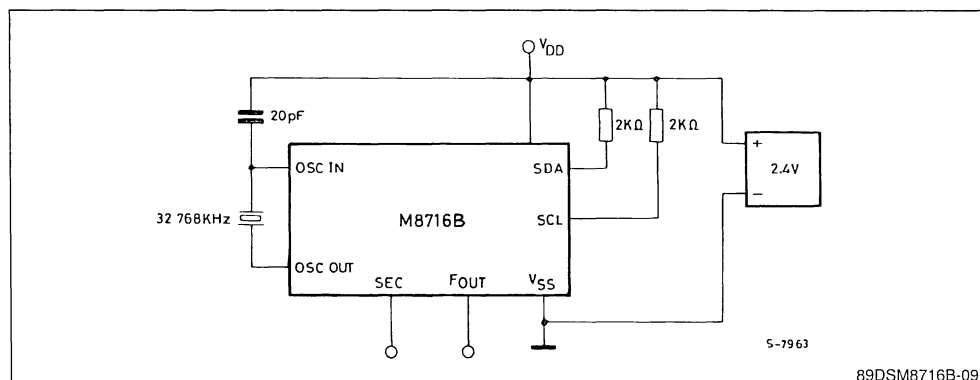 VDD
20pF
2KΩ 2KΩ
OSC IN SDA
+
2.4V
−
32 768KHz
M8716B
SCL
OSC OUT
SEC FOUT VSS
S-7963
89DSM8716B-09